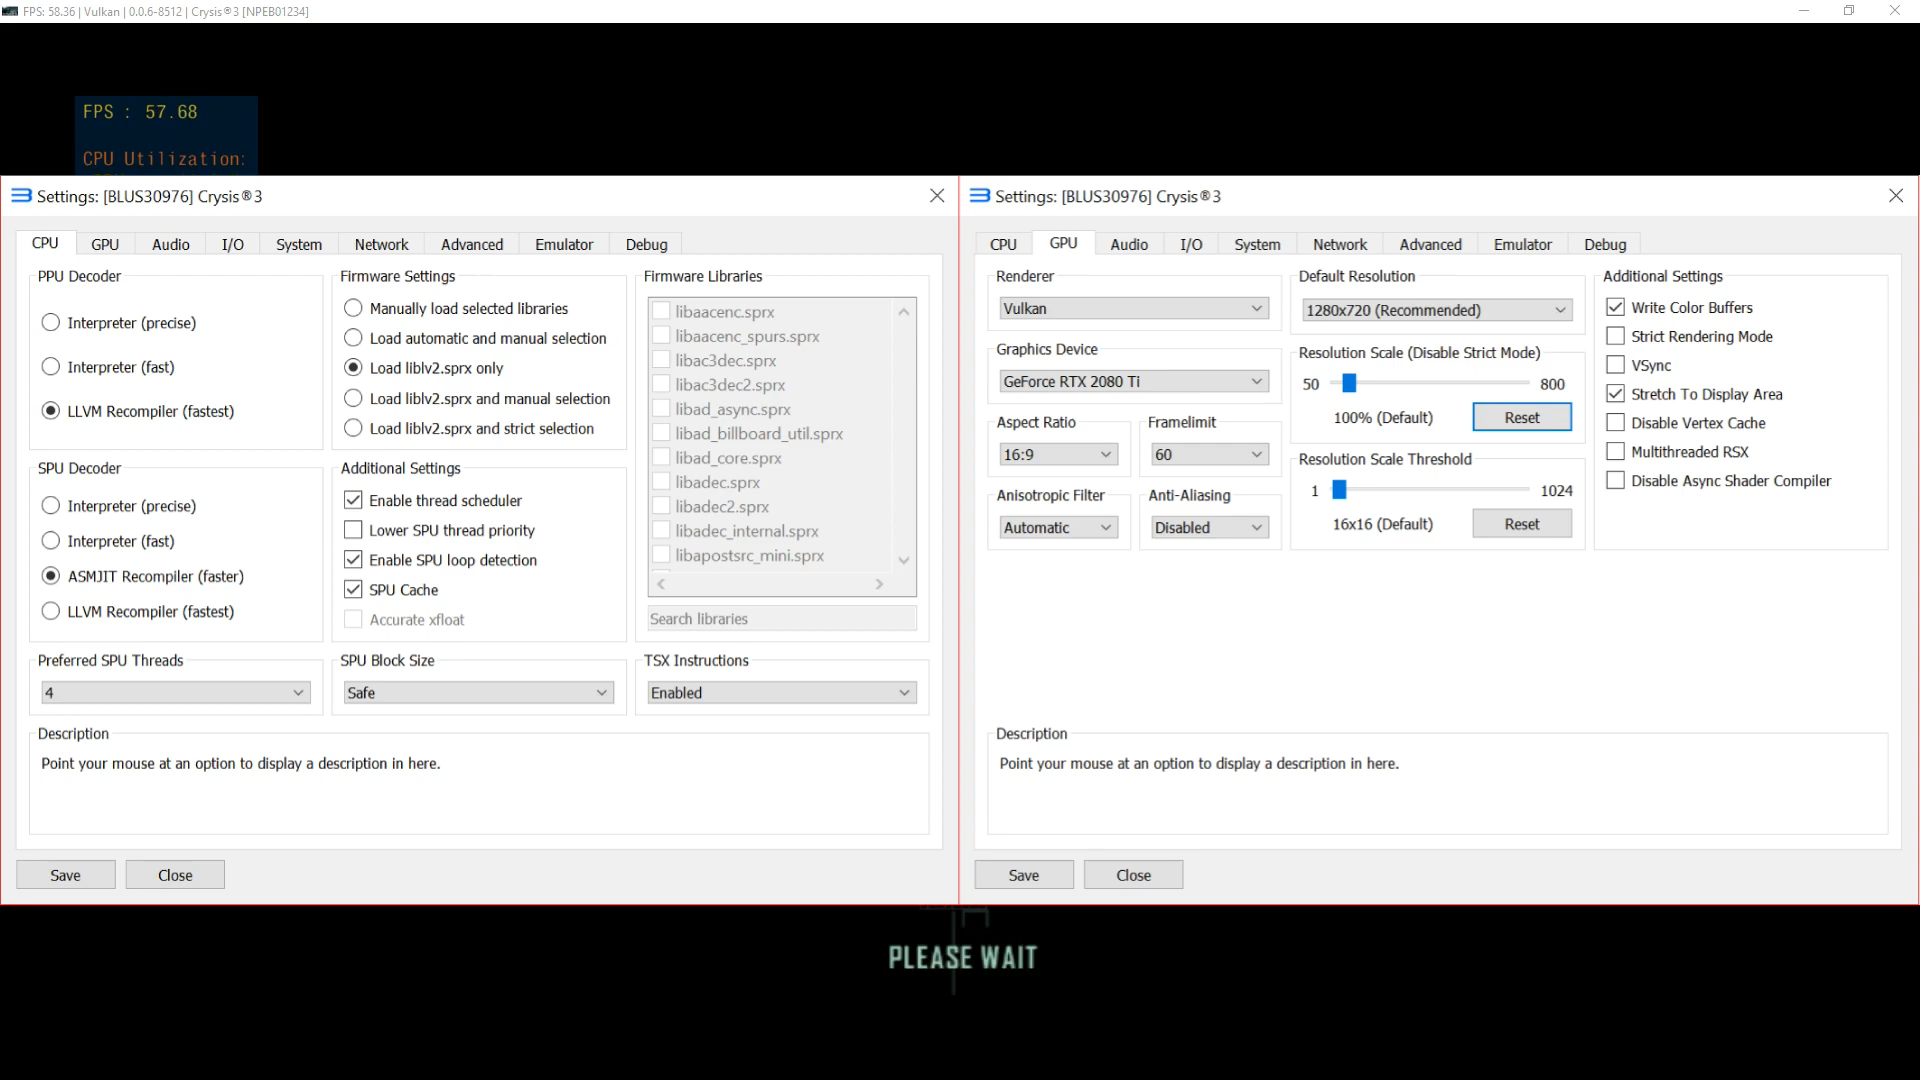 FPS: 58.36 | Vulkan | 0.0.6-8512 | Crysis®3 [NPEB01234]
FPS : 57.68
CPU Utilization:
Settings: [BLUS30976] Crysis®3
CPU GPU Audio I/O System Network Advanced Emulator Debug
PPU Decoder
Interpreter (precise)
Interpreter (fast)
LLVM Recompiler (fastest)
SPU Decoder
Interpreter (precise)
Interpreter (fast)
ASMJIT Recompiler (faster)
LLVM Recompiler (fastest)
Preferred SPU Threads
4
Firmware Settings
Manually load selected libraries
Load automatic and manual selection
Load liblv2.sprx only
Load liblv2.sprx and manual selection
Load liblv2.sprx and strict selection
Additional Settings
Enable thread scheduler
Lower SPU thread priority
Enable SPU loop detection
SPU Cache
Accurate xfloat
SPU Block Size
Safe
Firmware Libraries
libaacenc.sprx
libaacenc_spurs.sprx
libac3dec.sprx
libac3dec2.sprx
libad_async.sprx
libad_billboard_util.sprx
libad_core.sprx
libadec.sprx
libadec2.sprx
libadec_internal.sprx
libapostsrc_mini.sprx
Search libraries
TSX Instructions
Enabled
Description
Point your mouse at an option to display a description in here.
Save Close
Settings: [BLUS30976] Crysis®3
CPU GPU Audio I/O System Network Advanced Emulator Debug
Renderer
Vulkan
Graphics Device
GeForce RTX 2080 Ti
Aspect Ratio
16:9
Framelimit
60
Anisotropic Filter
Automatic
Anti-Aliasing
Disabled
Default Resolution
1280x720 (Recommended)
Resolution Scale (Disable Strict Mode)
50 800
100% (Default) Reset
Resolution Scale Threshold
1 1024
16x16 (Default) Reset
Additional Settings
Write Color Buffers
Strict Rendering Mode
VSync
Stretch To Display Area
Disable Vertex Cache
Multithreaded RSX
Disable Async Shader Compiler
Description
Point your mouse at an option to display a description in here.
Save Close
PLEASE WAIT